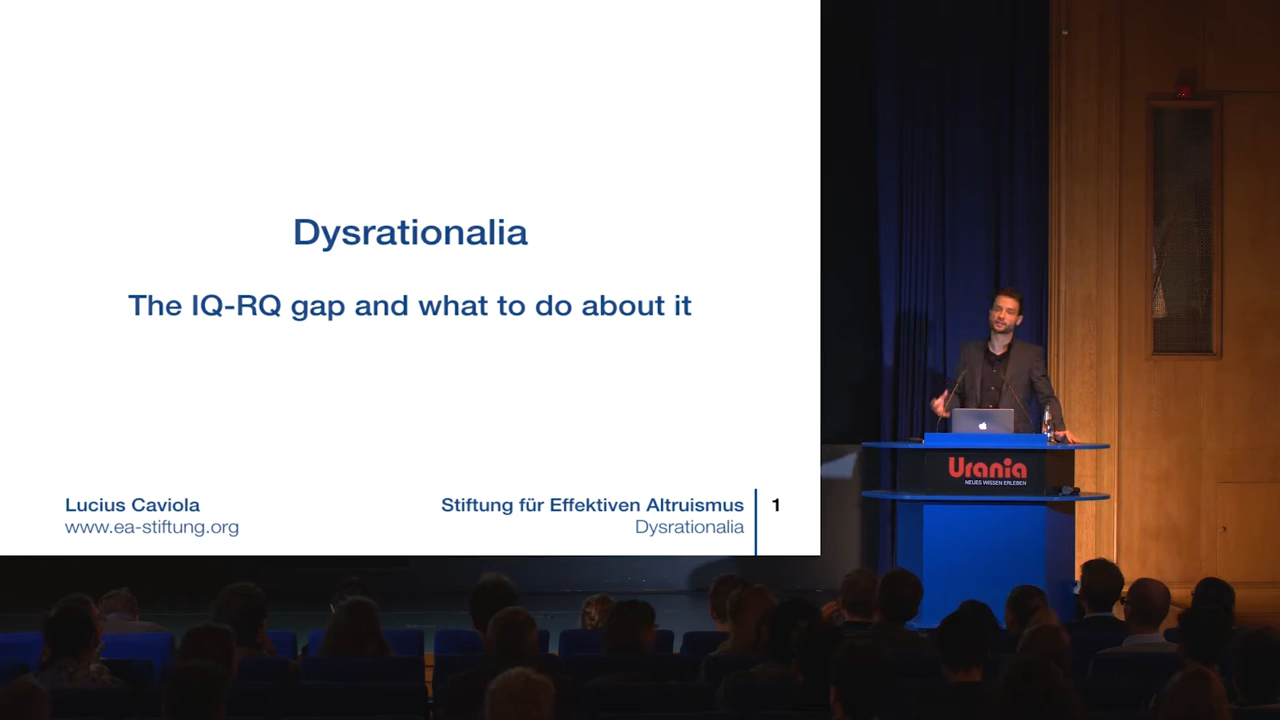 Dysrationalia
The IQ-RQ gap and what to do about it
Lucius Caviola
www.ea-stiftung.org
Stiftung für Effektiven Altruismus
Dysrationalia
1
Urania
NEUES WISSEN ERLEBEN